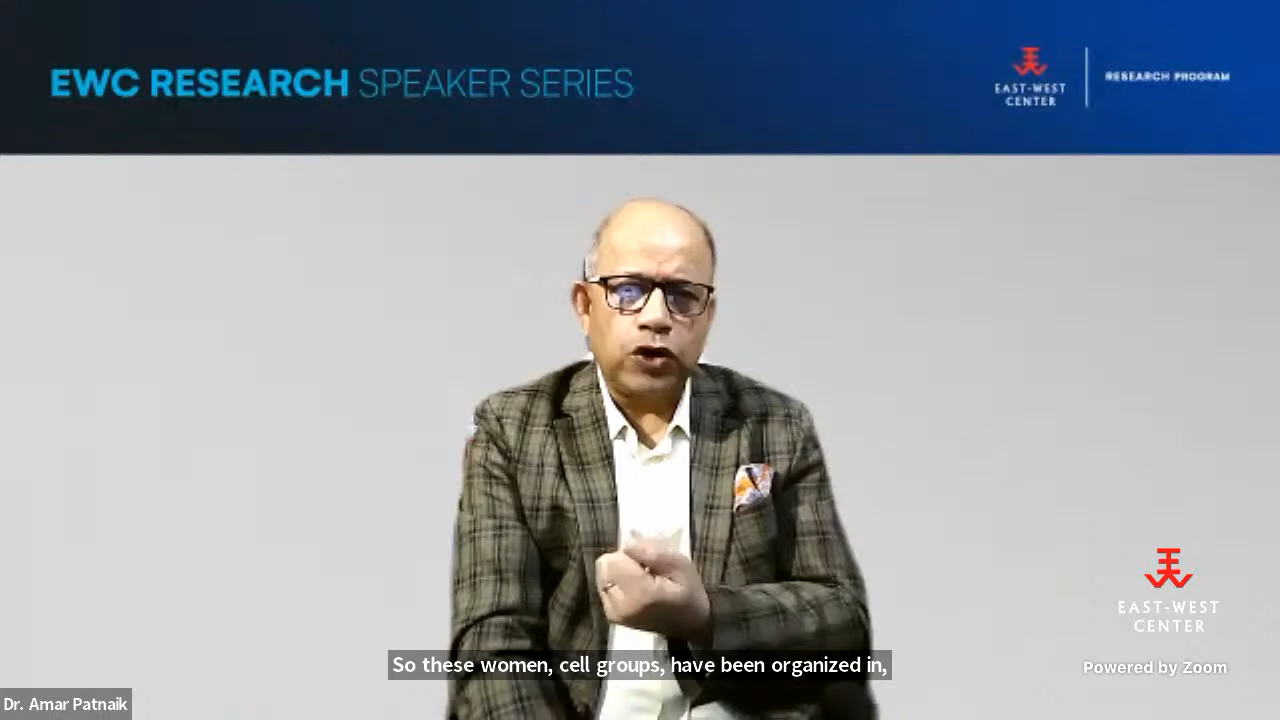 EWC RESEARCH SPEAKER SERIES
EAST-WEST
CENTER
RESEARCH PROGRAM
EAST-WEST
CENTER
Powered by Zoom
So these women, cell groups, have been organized in,
Dr. Amar Patnaik